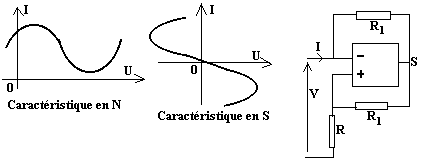 I
U
0
Caractéristique en N
I
U
0
Caractéristique en S
R1
I
−
+
S
V
R1
R